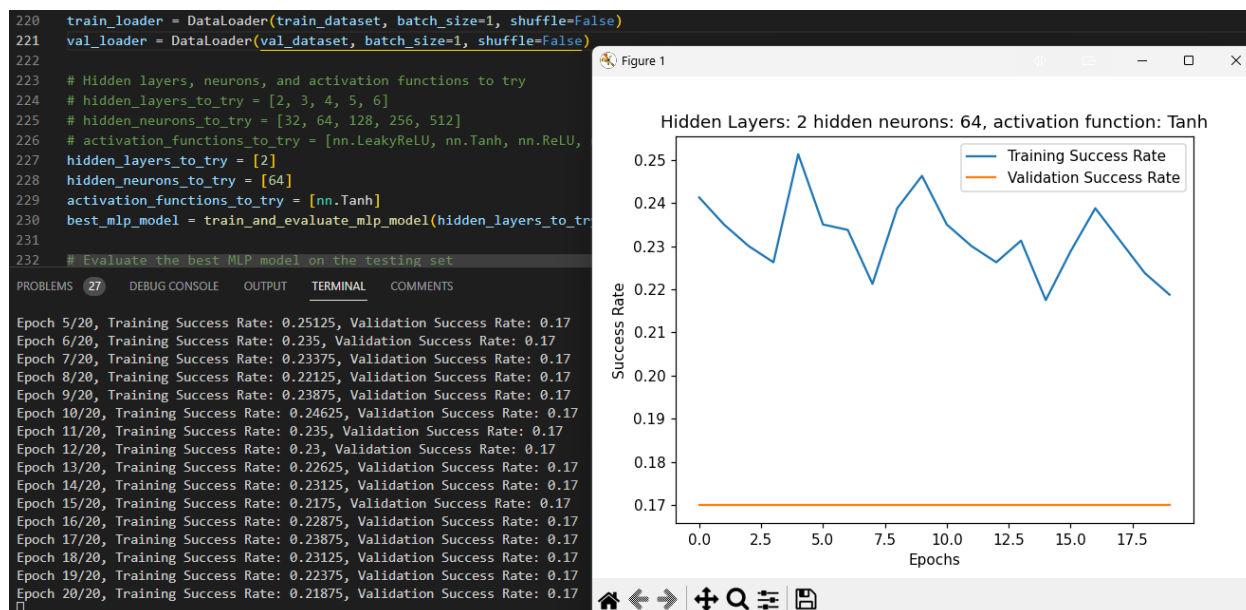 220 train_loader = DataLoader(train_dataset, batch_size=1, shuffle=False)
221 val_loader = DataLoader(val_dataset, batch_size=1, shuffle=False)
222
223 # Hidden layers, neurons, and activation functions to try
224 # hidden_layers_to_try = [2, 3, 4, 5, 6]
225 # hidden_neurons_to_try = [32, 64, 128, 256, 512]
226 # activation_functions_to_try = [nn.LeakyReLU, nn.Tanh, nn.ReLU,
227 hidden_layers_to_try = [2]
228 hidden_neurons_to_try = [64]
229 activation_functions_to_try = [nn.Tanh]
230 best_mlp_model = train_and_evaluate_mlp_model(hidden_layers_to_try
231
232 # Evaluate the best MLP model on the testing set
PROBLEMS 27 DEBUG CONSOLE OUTPUT TERMINAL COMMENTS
Epoch 5/20, Training Success Rate: 0.25125, Validation Success Rate: 0.17
Epoch 6/20, Training Success Rate: 0.235, Validation Success Rate: 0.17
Epoch 7/20, Training Success Rate: 0.23375, Validation Success Rate: 0.17
Epoch 8/20, Training Success Rate: 0.22125, Validation Success Rate: 0.17
Epoch 9/20, Training Success Rate: 0.23875, Validation Success Rate: 0.17
Epoch 10/20, Training Success Rate: 0.24625, Validation Success Rate: 0.17
Epoch 11/20, Training Success Rate: 0.235, Validation Success Rate: 0.17
Epoch 12/20, Training Success Rate: 0.23, Validation Success Rate: 0.17
Epoch 13/20, Training Success Rate: 0.22625, Validation Success Rate: 0.17
Epoch 14/20, Training Success Rate: 0.23125, Validation Success Rate: 0.17
Epoch 15/20, Training Success Rate: 0.2175, Validation Success Rate: 0.17
Epoch 16/20, Training Success Rate: 0.22875, Validation Success Rate: 0.17
Epoch 17/20, Training Success Rate: 0.23875, Validation Success Rate: 0.17
Epoch 18/20, Training Success Rate: 0.23125, Validation Success Rate: 0.17
Epoch 19/20, Training Success Rate: 0.22375, Validation Success Rate: 0.17
Epoch 20/20, Training Success Rate: 0.21875, Validation Success Rate: 0.17
Figure 1
Hidden Layers: 2 hidden neurons: 64, activation function: Tanh
Training Success Rate
Validation Success Rate
Success Rate
0.25
0.24
0.23
0.22
0.21
0.20
0.19
0.18
0.17
0.0 2.5 5.0 7.5 10.0 12.5 15.0 17.5
Epochs